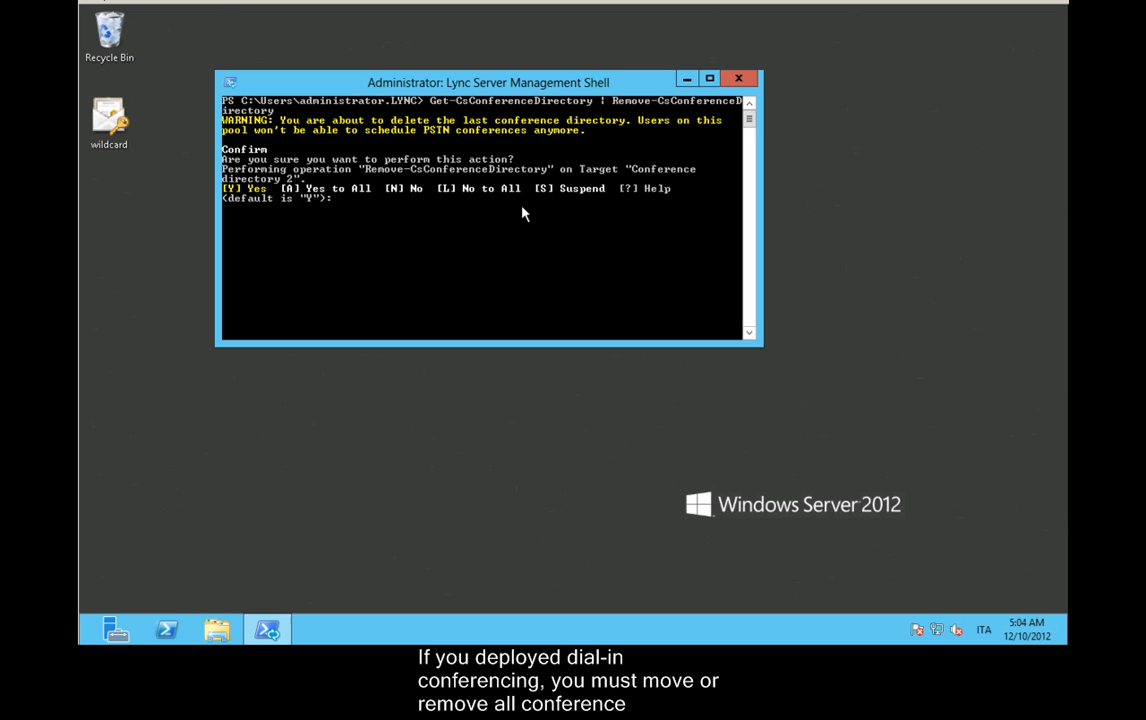 Recycle Bin
wildcard
Administrator: Lync Server Management Shell
PS C:\Users\administrator.LYNC> Get-CsConferenceDirectory | Remove-CsConferenceD
irectory
WARNING: You are about to delete the last conference directory. Users on this
pool won't be able to schedule PSTN conferences anymore.
Confirm
Are you sure you want to perform this action?
Performing operation "Remove-CsConferenceDirectory" on Target "Conference
directory 2".
[Y] Yes  [A] Yes to All  [N] No  [L] No to All  [S] Suspend  [?] Help
(default is "Y"):
Windows Server 2012
ITA
5:04 AM
12/10/2012
If you deployed dial-in
conferencing, you must move or
remove all conference